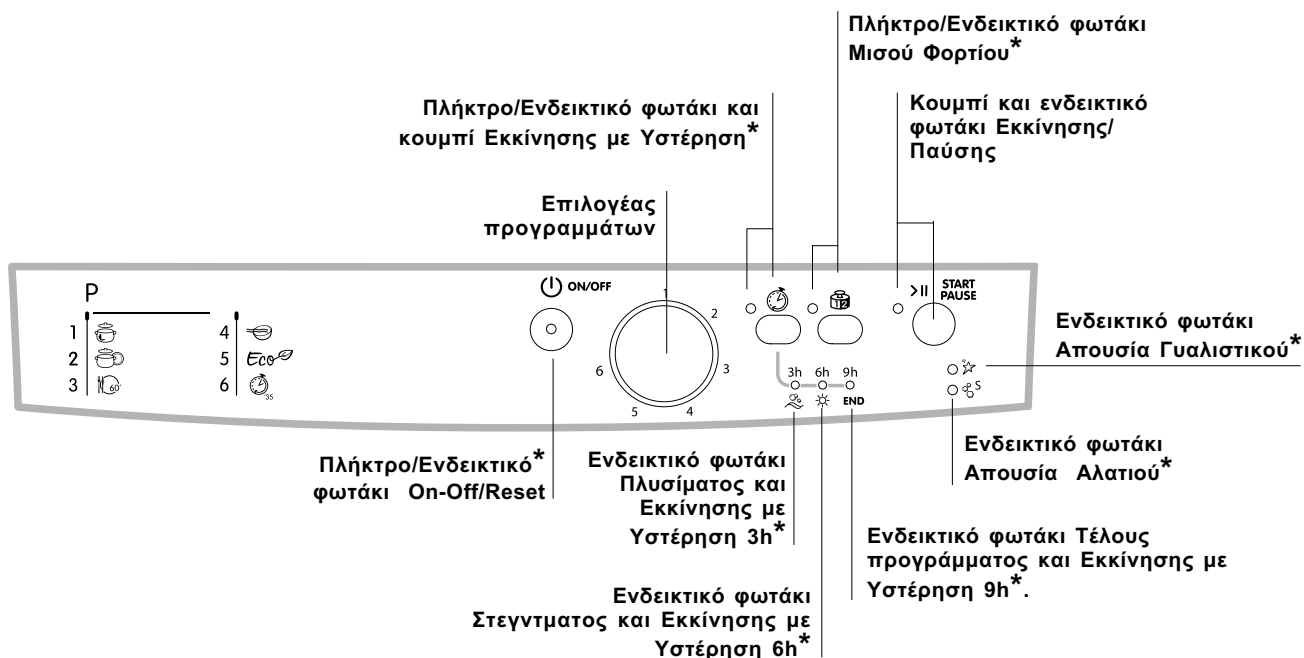 Πλήκτρο/Ενδεικτικό φωτάκι
Μισού Φορτίου*
Πλήκτρο/Ενδεικτικό φωτάκι και
κουμπί Εκκίνησης με Υστέρηση*
Κουμπί και ενδεικτικό
φωτάκι Εκκίνησης/
Παύσης
Επιλογέας
προγραμμάτων
P
1
2
3 60
4
5 Eco
6 35
ON/OFF
1
2
3
4
5
6
1/2
>II START
PAUSE
3h 6h 9h
END
S
Ενδεικτικό φωτάκι
Απουσία Γυαλιστικού*
Ενδεικτικό φωτάκι
Απουσία Αλατιού*
Πλήκτρο/Ενδεικτικό*
φωτάκι On-Off/Reset
Ενδεικτικό φωτάκι
Πλυσίματος και
Εκκίνησης με
Υστέρηση 3h*
Ενδεικτικό φωτάκι Τέλους
προγράμματος και Εκκίνησης με
Υστέρηση 9h*.
Ενδεικτικό φωτάκι
Στεγντματος και Εκκίνησης με
Υστέρηση 6h*